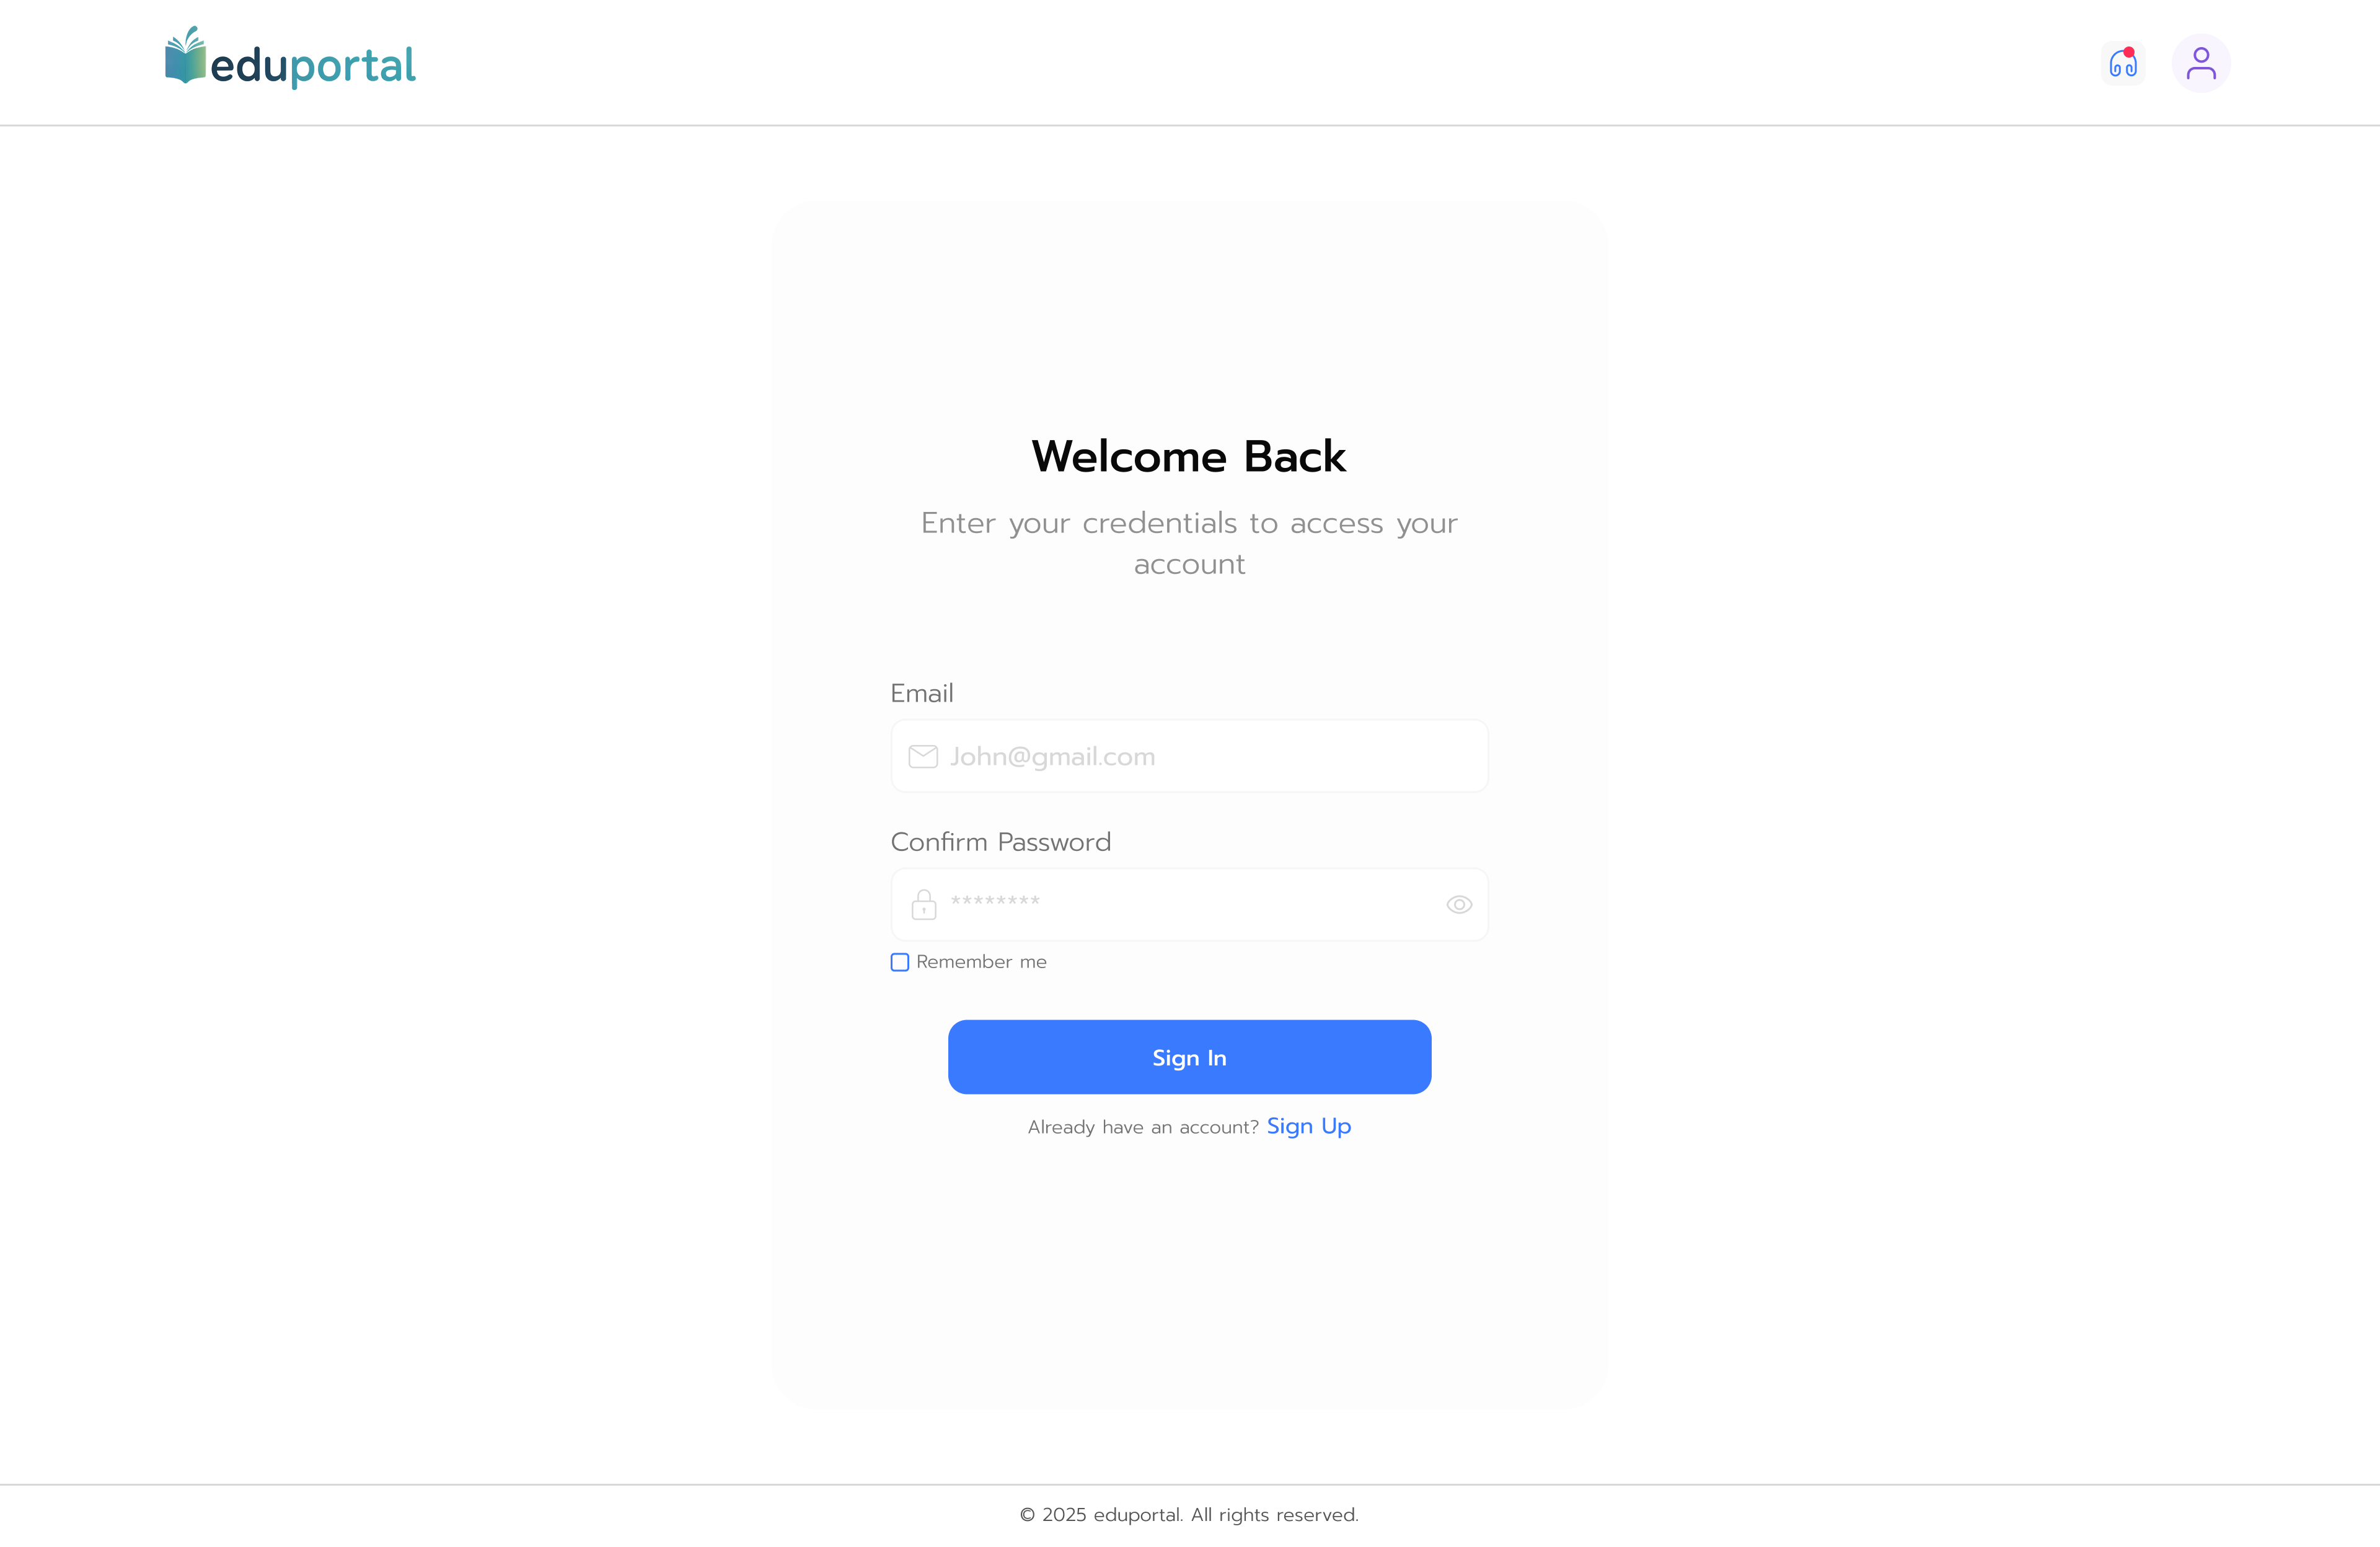 eduportal
Welcome Back
Enter your credentials to access your
account
Email
John@gmail.com
Confirm Password
********
Remember me
Sign In
Already have an account? Sign Up
© 2025 eduportal. All rights reserved.